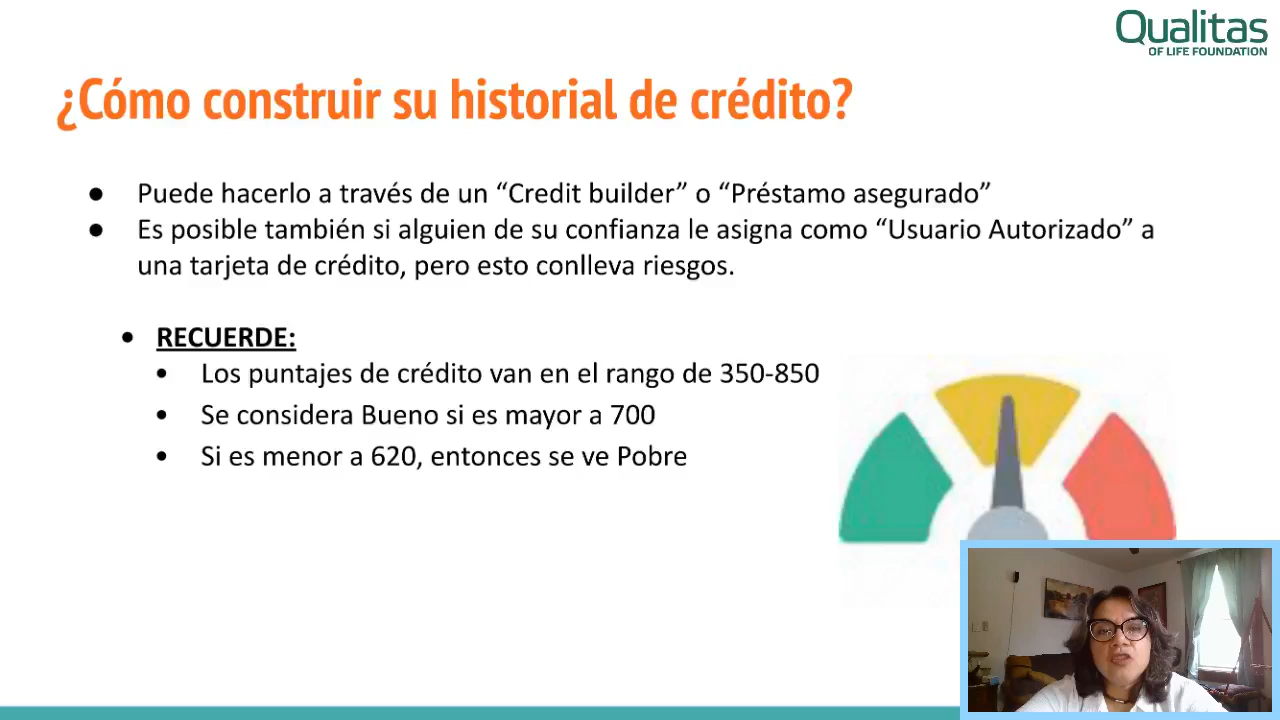 Qualitas
OF LIFE FOUNDATION
¿Cómo construir su historial de crédito?
● Puede hacerlo a través de un “Credit builder” o “Préstamo asegurado”
● Es posible también si alguien de su confianza le asigna como “Usuario Autorizado” a
una tarjeta de crédito, pero esto conlleva riesgos.
• RECUERDE:
• Los puntajes de crédito van en el rango de 350-850
• Se considera Bueno si es mayor a 700
• Si es menor a 620, entonces se ve Pobre